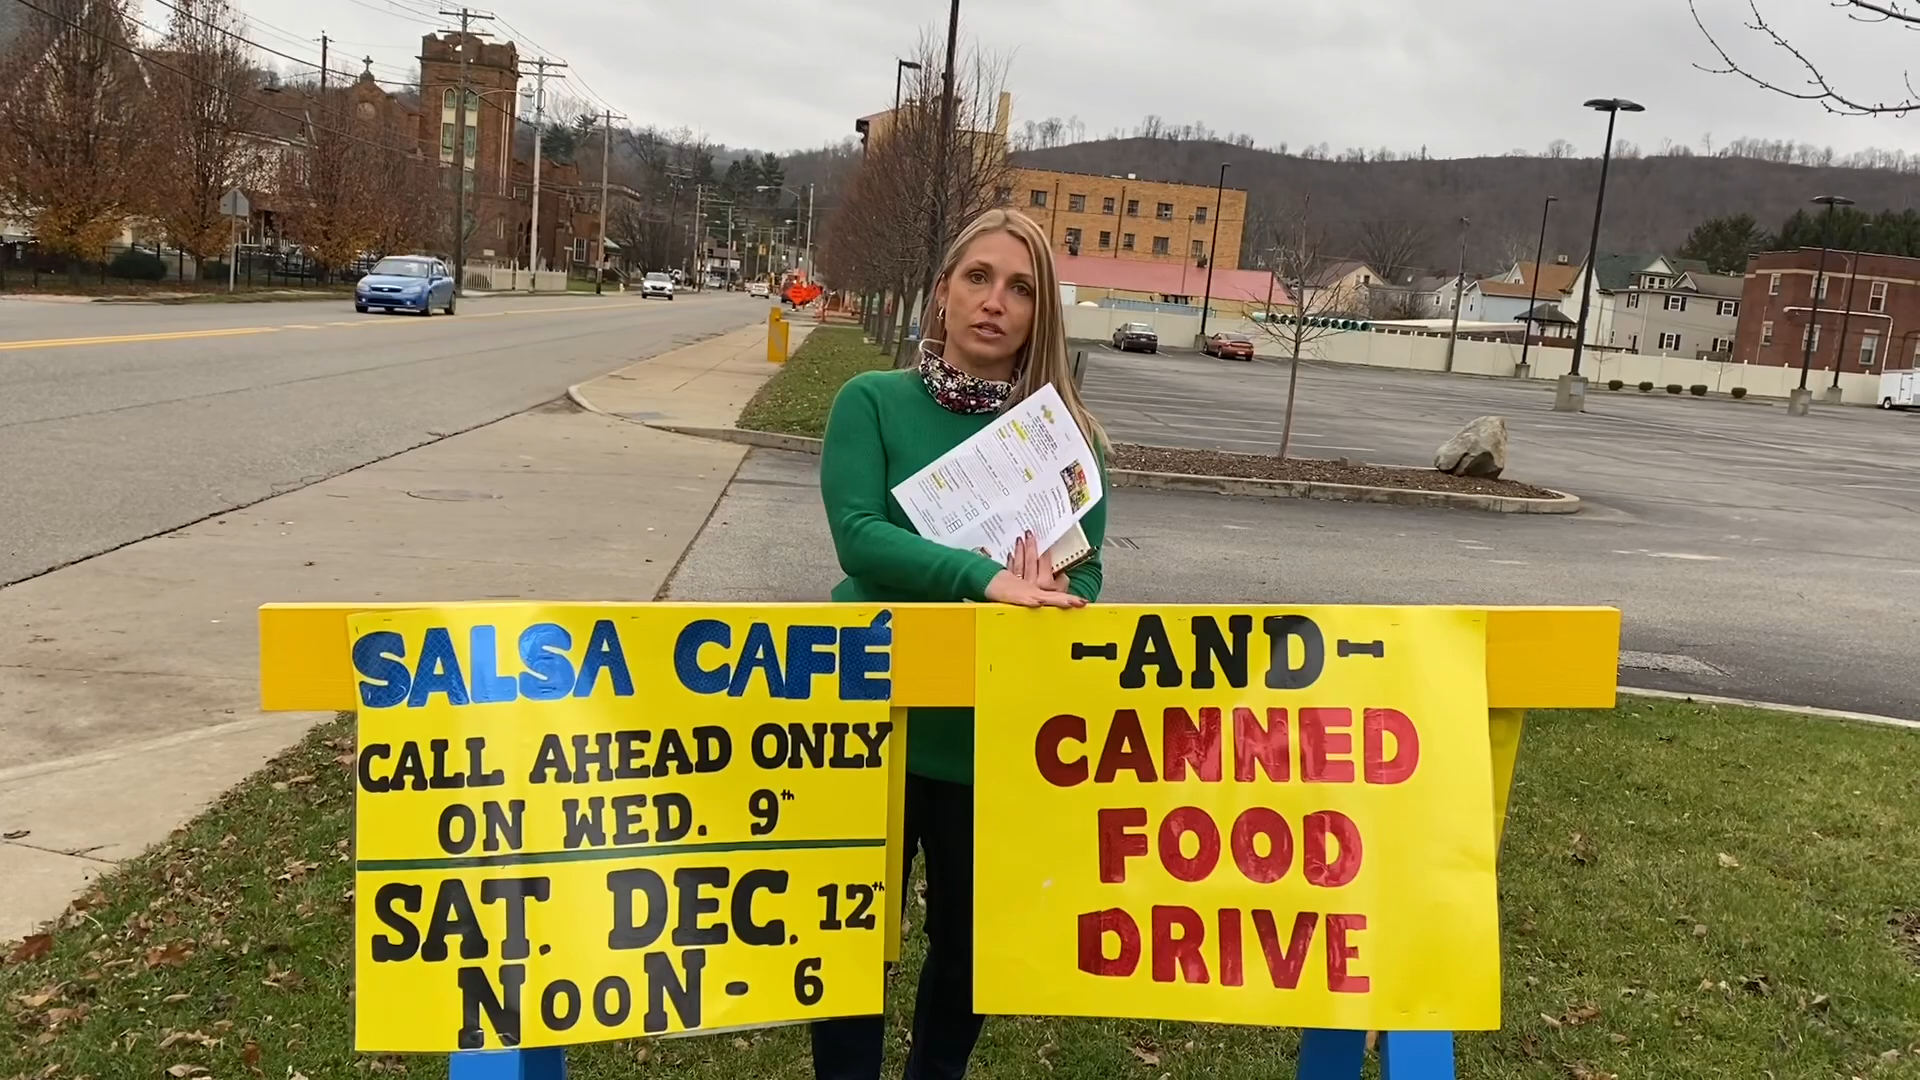 SALSA CAFÉ
CALL AHEAD ONLY
ON WED. 9th
SAT. DEC. 12th
NOON - 6
-AND-
CANNED
FOOD
DRIVE